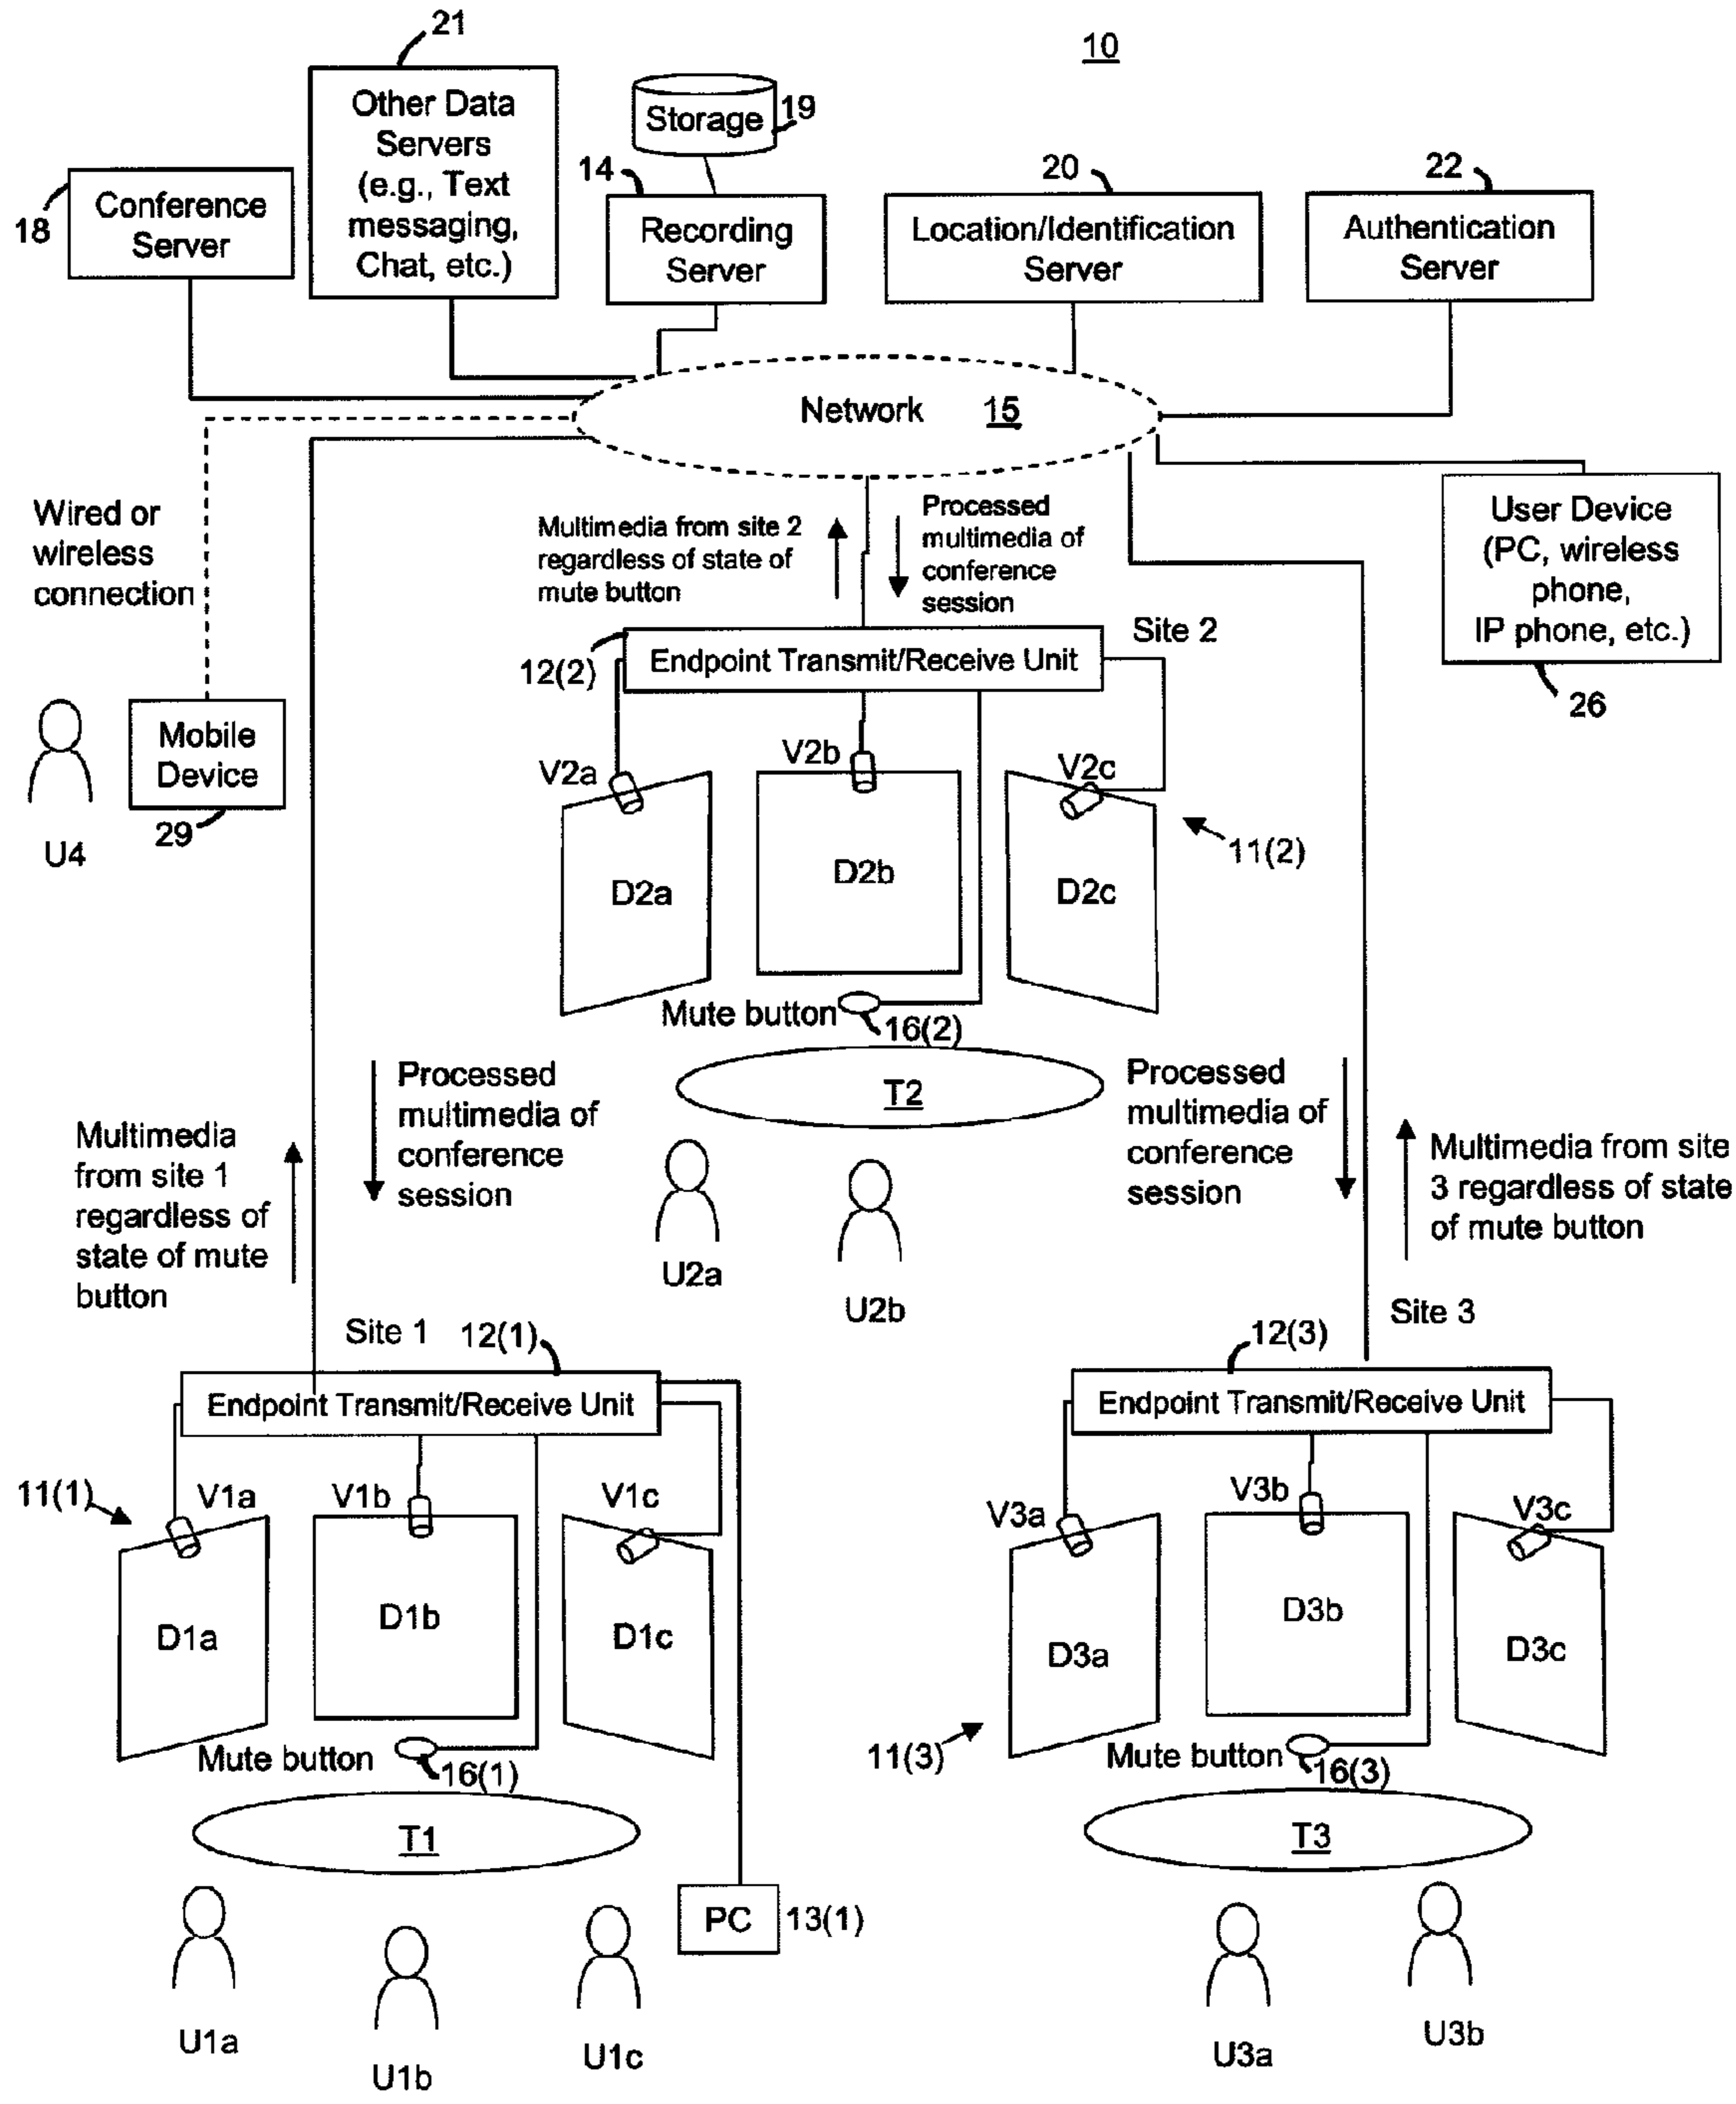 10
21
Other Data
Servers
(e.g., Text
messaging,
Chat, etc.)
Storage
19
18
Conference
Server
14
Recording
Server
20
Location/Identification
Server
22
Authentication
Server
Network 15
Wired or
wireless
connection
Multimedia from site 2
regardless of state of
mute button
Processed
multimedia of
conference
session
User Device
(PC, wireless
phone,
IP phone, etc.)
26
Site 2
12(2)
Endpoint Transmit/Receive Unit
U4
Mobile
Device
29
V2a
V2b
V2c
D2a
D2b
D2c
11(2)
Mute button
16(2)
T2
U2a
U2b
Multimedia
from site 1
regardless of
state of mute
button
Processed
multimedia of
conference
session
Processed
multimedia of
conference
session
Multimedia from site
3 regardless of state
of mute button
Site 1
12(1)
Endpoint Transmit/Receive Unit
11(1)
V1a
V1b
V1c
D1a
D1b
D1c
Mute button
16(1)
T1
PC
13(1)
U1a
U1b
U1c
Site 3
12(3)
Endpoint Transmit/Receive Unit
V3a
V3b
V3c
D3a
D3b
D3c
11(3)
Mute button
16(3)
T3
U3a
U3b